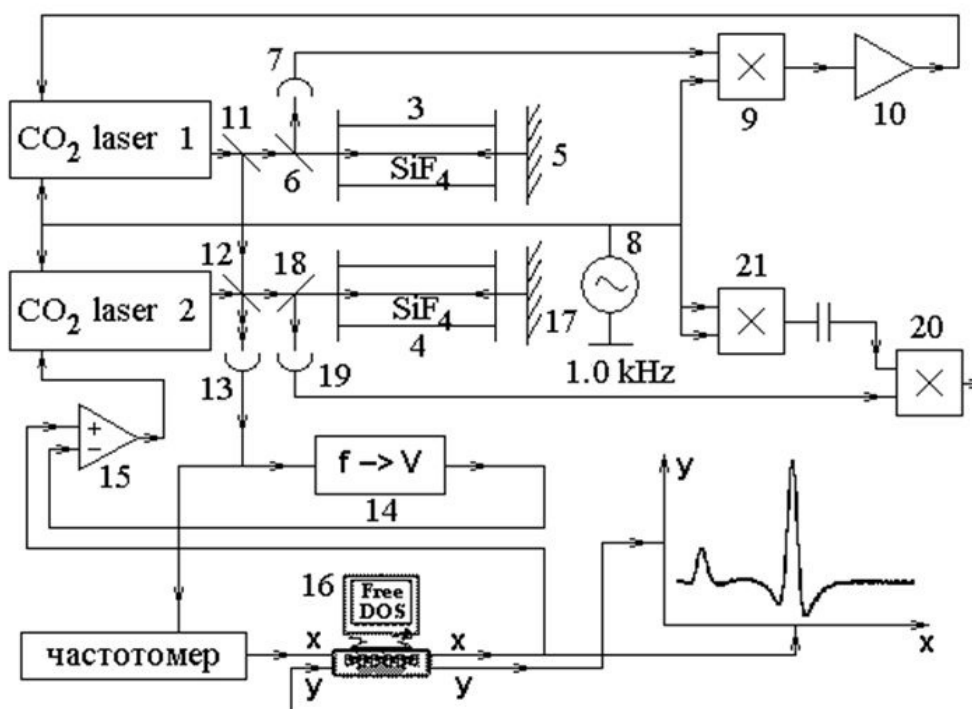 7
CO2 laser 1
11
3
SiF4
6
5
9
10
8
12
18
CO2 laser 2
SiF4
4
17
21
20
13
19
1.0 kHz
+
−
15
f -> V
14
y
16
Free
DOS
частотомер
x
x
y
y
x